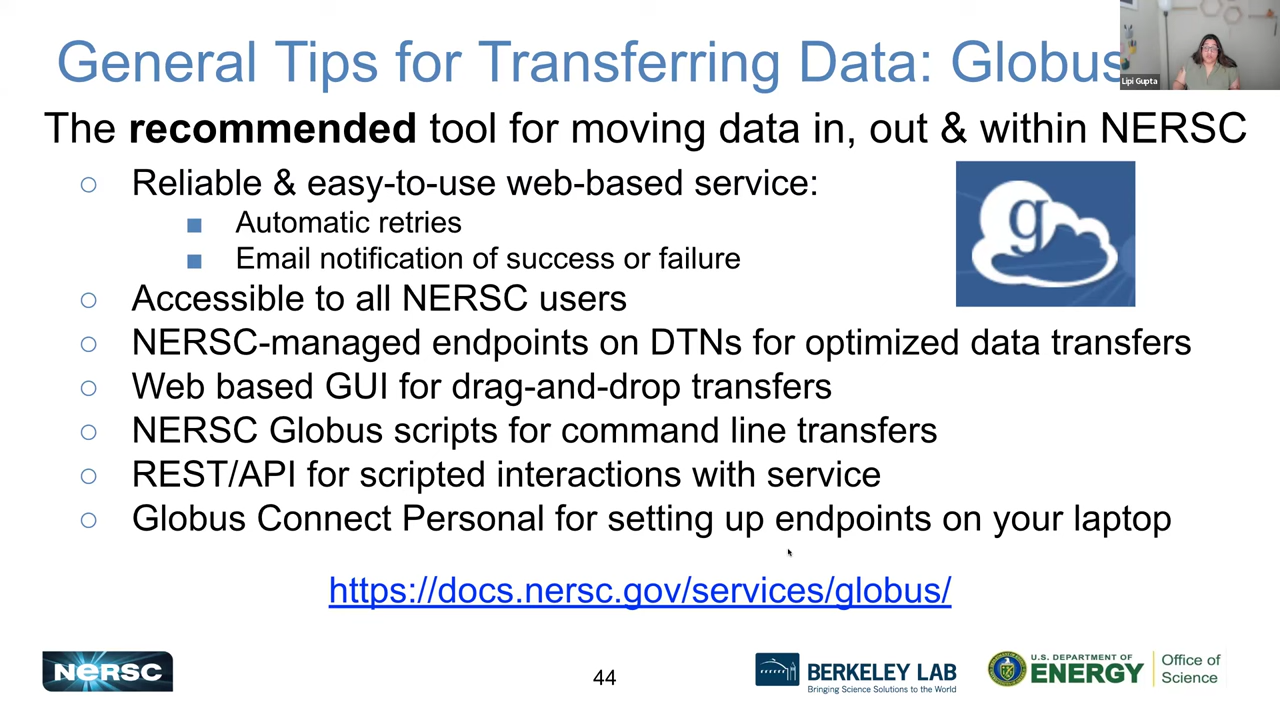 General Tips for Transferring Data: Globus
Lipi Gupta
The recommended tool for moving data in, out & within NERSC
Reliable & easy-to-use web-based service:
Automatic retries
Email notification of success or failure
Accessible to all NERSC users
NERSC-managed endpoints on DTNs for optimized data transfers
Web based GUI for drag-and-drop transfers
NERSC Globus scripts for command line transfers
REST/API for scripted interactions with service
Globus Connect Personal for setting up endpoints on your laptop
https://docs.nersc.gov/services/globus/
g
NERSC
44
BERKELEY LAB
Bringing Science Solutions to the World
U.S. DEPARTMENT OF
ENERGY
Office of
Science